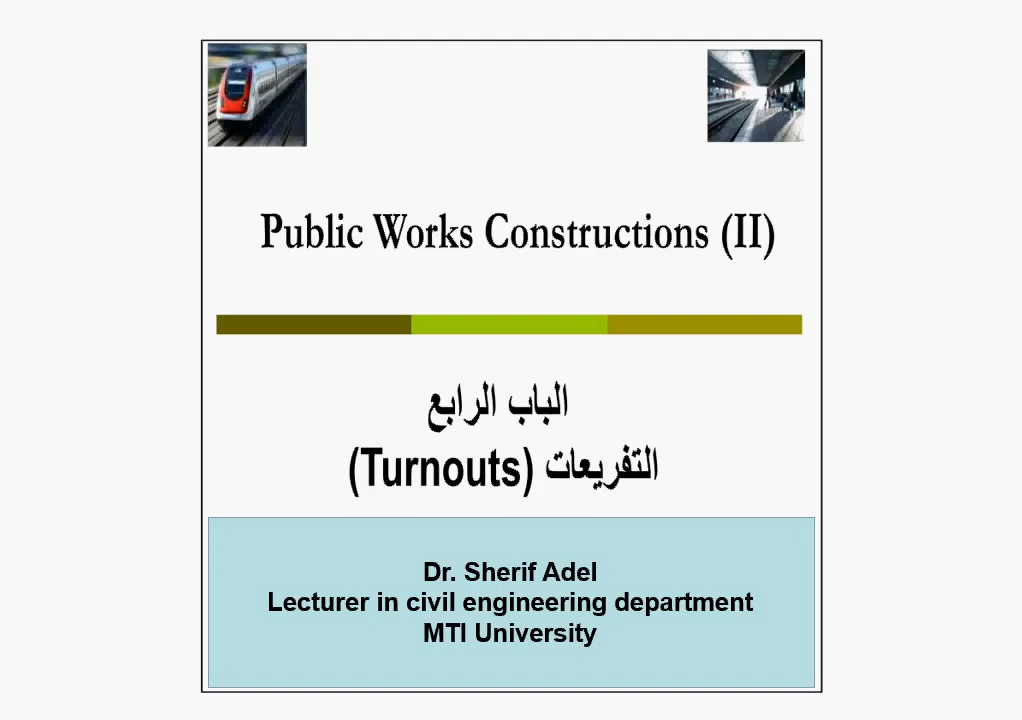 Public Works Constructions (II)
الباب الرابع
التفريعات (Turnouts)
Dr. Sherif Adel
Lecturer in civil engineering department
MTI University